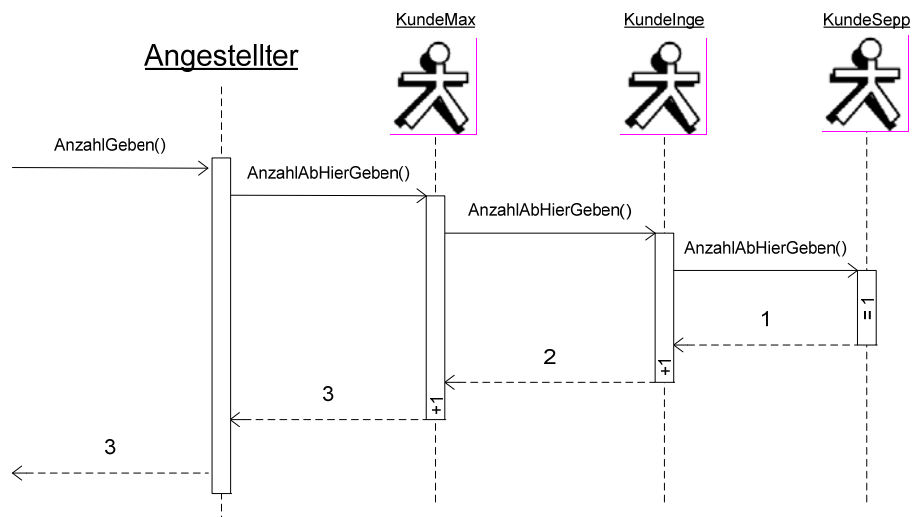 KundeMax
KundeInge
KundeSepp
Angestellter
AnzahlGeben()
AnzahlAbHierGeben()
AnzahlAbHierGeben()
AnzahlAbHierGeben()
= 1
1
+1
2
+1
3
3